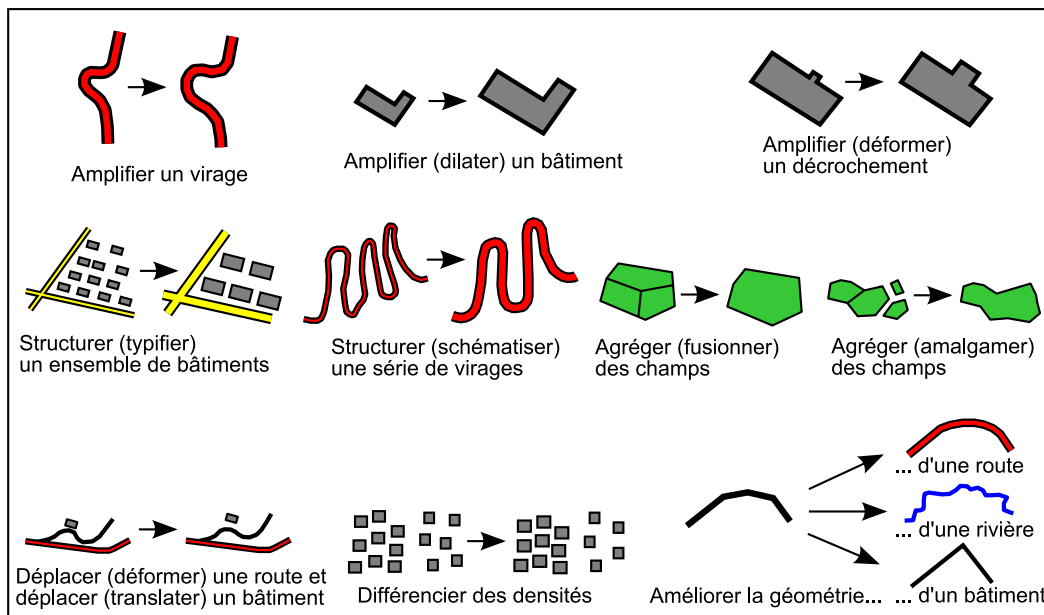 Amplifier un virage
Amplifier (dilater) un bâtiment
Amplifier (déformer)
un décrochement
Structurer (typifier)
un ensemble de bâtiments
Structurer (schématiser)
une série de virages
Agréger (fusionner)
des champs
Agréger (amalgamer)
des champs
Déplacer (déformer) une route et
déplacer (translater) un bâtiment
Différencier des densités
Améliorer la géométrie...
... d'une route
... d'une rivière
... d'un bâtiment